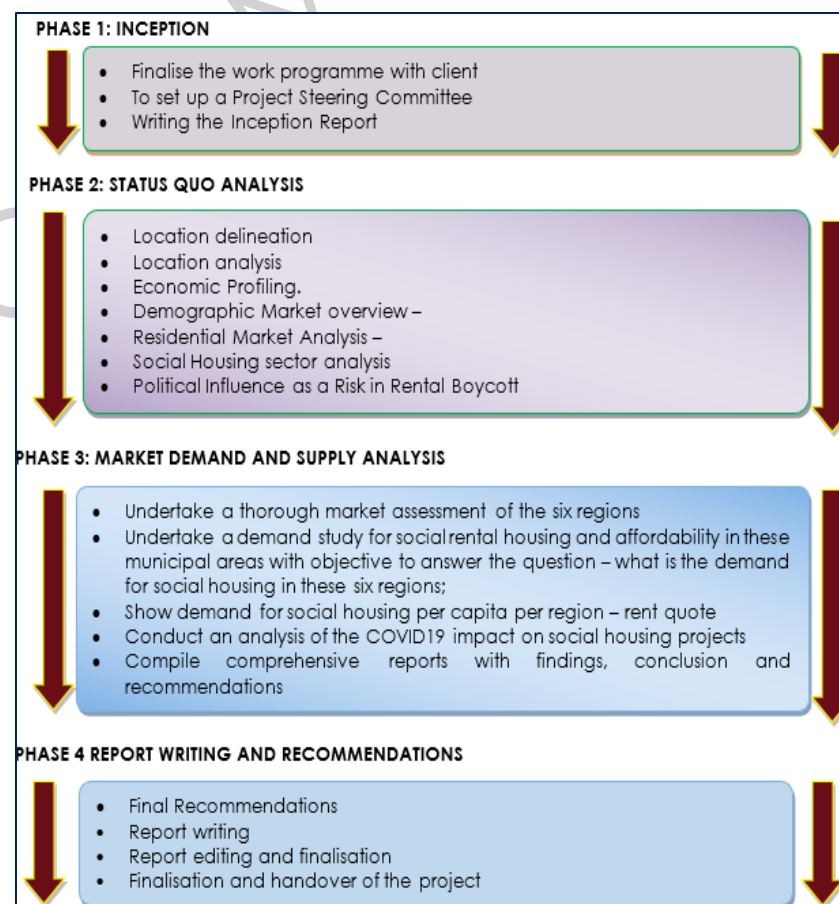 PHASE 1: INCEPTION
• Finalise the work programme with client
• To set up a Project Steering Committee
• Writing the Inception Report
PHASE 2: STATUS QUO ANALYSIS
• Location delineation
• Location analysis
• Economic Profiling.
• Demographic Market overview –
• Residential Market Analysis –
• Social Housing sector analysis
• Political Influence as a Risk in Rental Boycott
PHASE 3: MARKET DEMAND AND SUPPLY ANALYSIS
• Undertake a thorough market assessment of the six regions
• Undertake a demand study for social rental housing and affordability in these
municipal areas with objective to answer the question – what is the demand
for social housing in these six regions;
• Show demand for social housing per capita per region – rent quote
• Conduct an analysis of the COVID19 impact on social housing projects
• Compile comprehensive reports with findings, conclusion and
recommendations
PHASE 4 REPORT WRITING AND RECOMMENDATIONS
• Final Recommendations
• Report writing
• Report editing and finalisation
• Finalisation and handover of the project